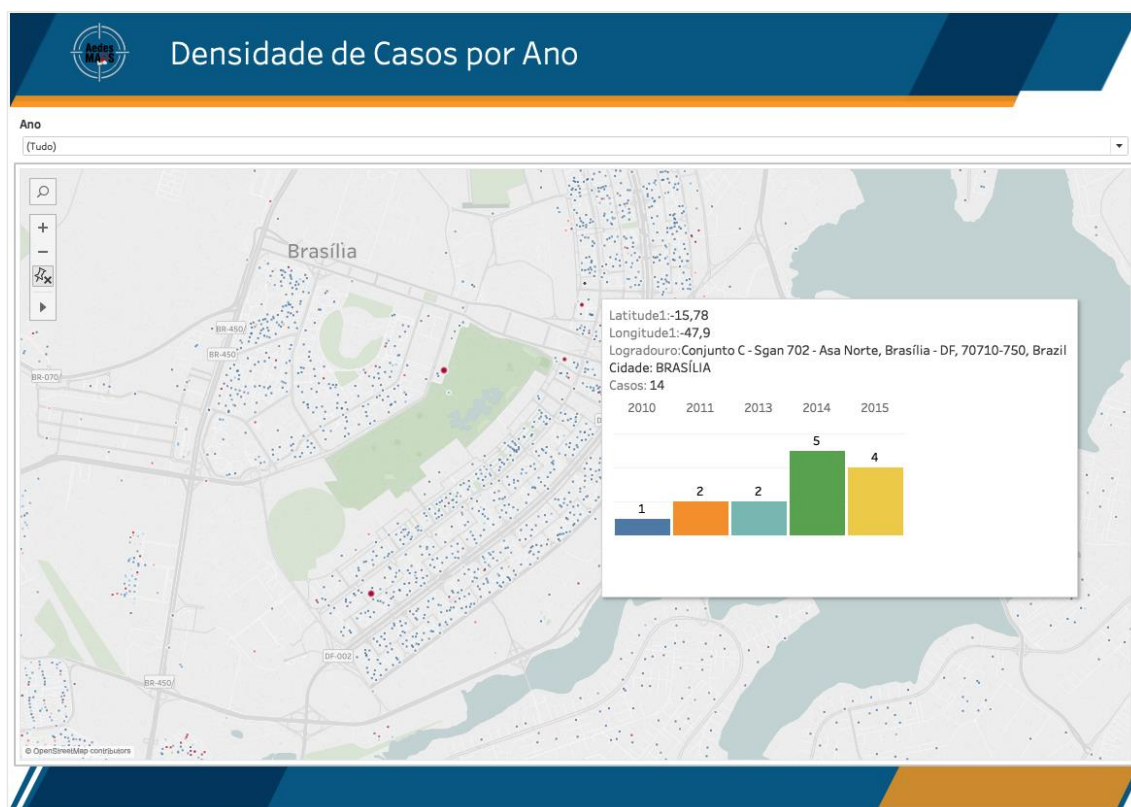 Aedes
MAPS
Densidade de Casos por Ano
Ano
(Tudo)
Brasília
BR-450
BR-450
BR-070
Latitude1:-15,78
Longitude1:-47,9
Logradouro:Conjunto C - Sgan 702 - Asa Norte, Brasília - DF, 70710-750, Brazil
Cidade: BRASÍLIA
Casos: 14
2010 2011 2013 2014 2015
1 2 2 5 4
DF-002
BR-450
© OpenStreetMap contributors